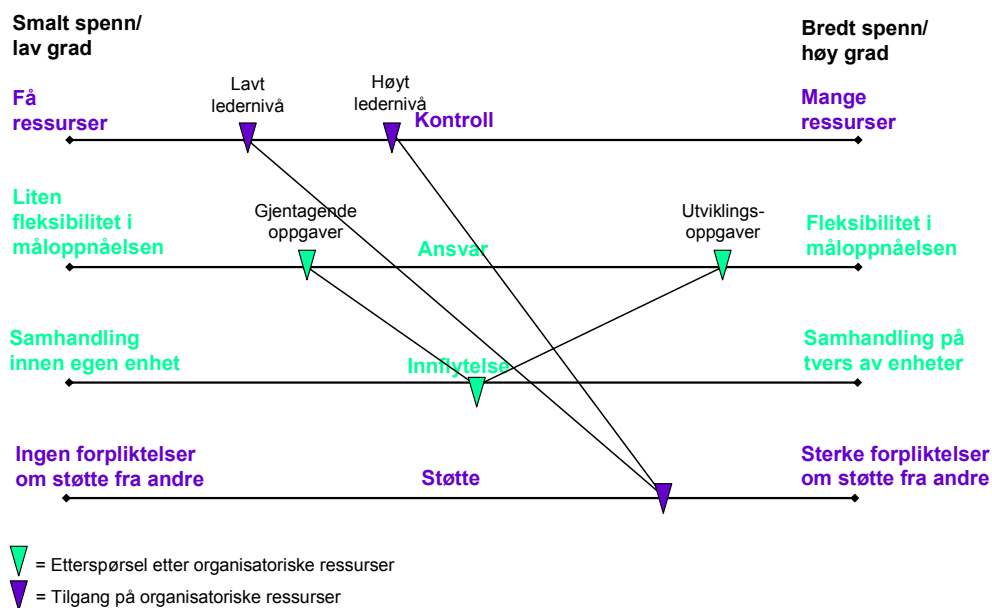 Smalt spenn/
lav grad
Bredt spenn/
høy grad
Få
ressurser
Lavt
ledernivå
Høyt
ledernivå
Kontroll
Mange
ressurser
Liten
fleksibilitet i
måloppnåelsen
Gjentagende
oppgaver
Ansvar
Utviklings-
oppgaver
Fleksibilitet i
måloppnåelsen
Samhandling
innen egen enhet
Innflytelse
Samhandling på
tvers av enheter
Ingen forpliktelser
om støtte fra andre
Støtte
Sterke forpliktelser
om støtte fra andre
= Etterspørsel etter organisatoriske ressurser
= Tilgang på organisatoriske ressurser